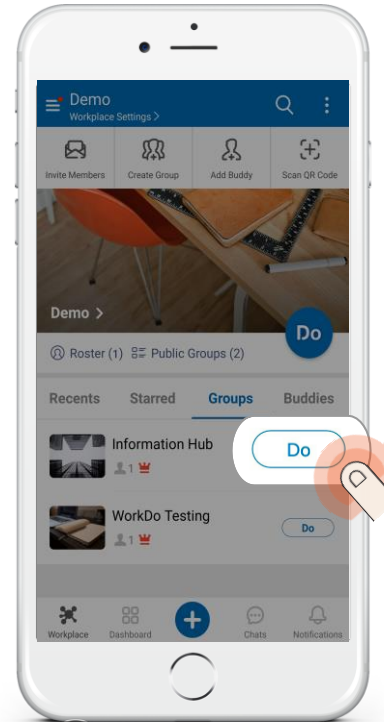 Demo
Workplace Settings >
Invite Members Create Group Add Buddy Scan QR Code
Demo >
Do
Roster (1) Public Groups (2)
Recents Starred Groups Buddies
Information Hub
Do
1
WorkDo Testing
Do
1
Workplace Dashboard Chats Notifications